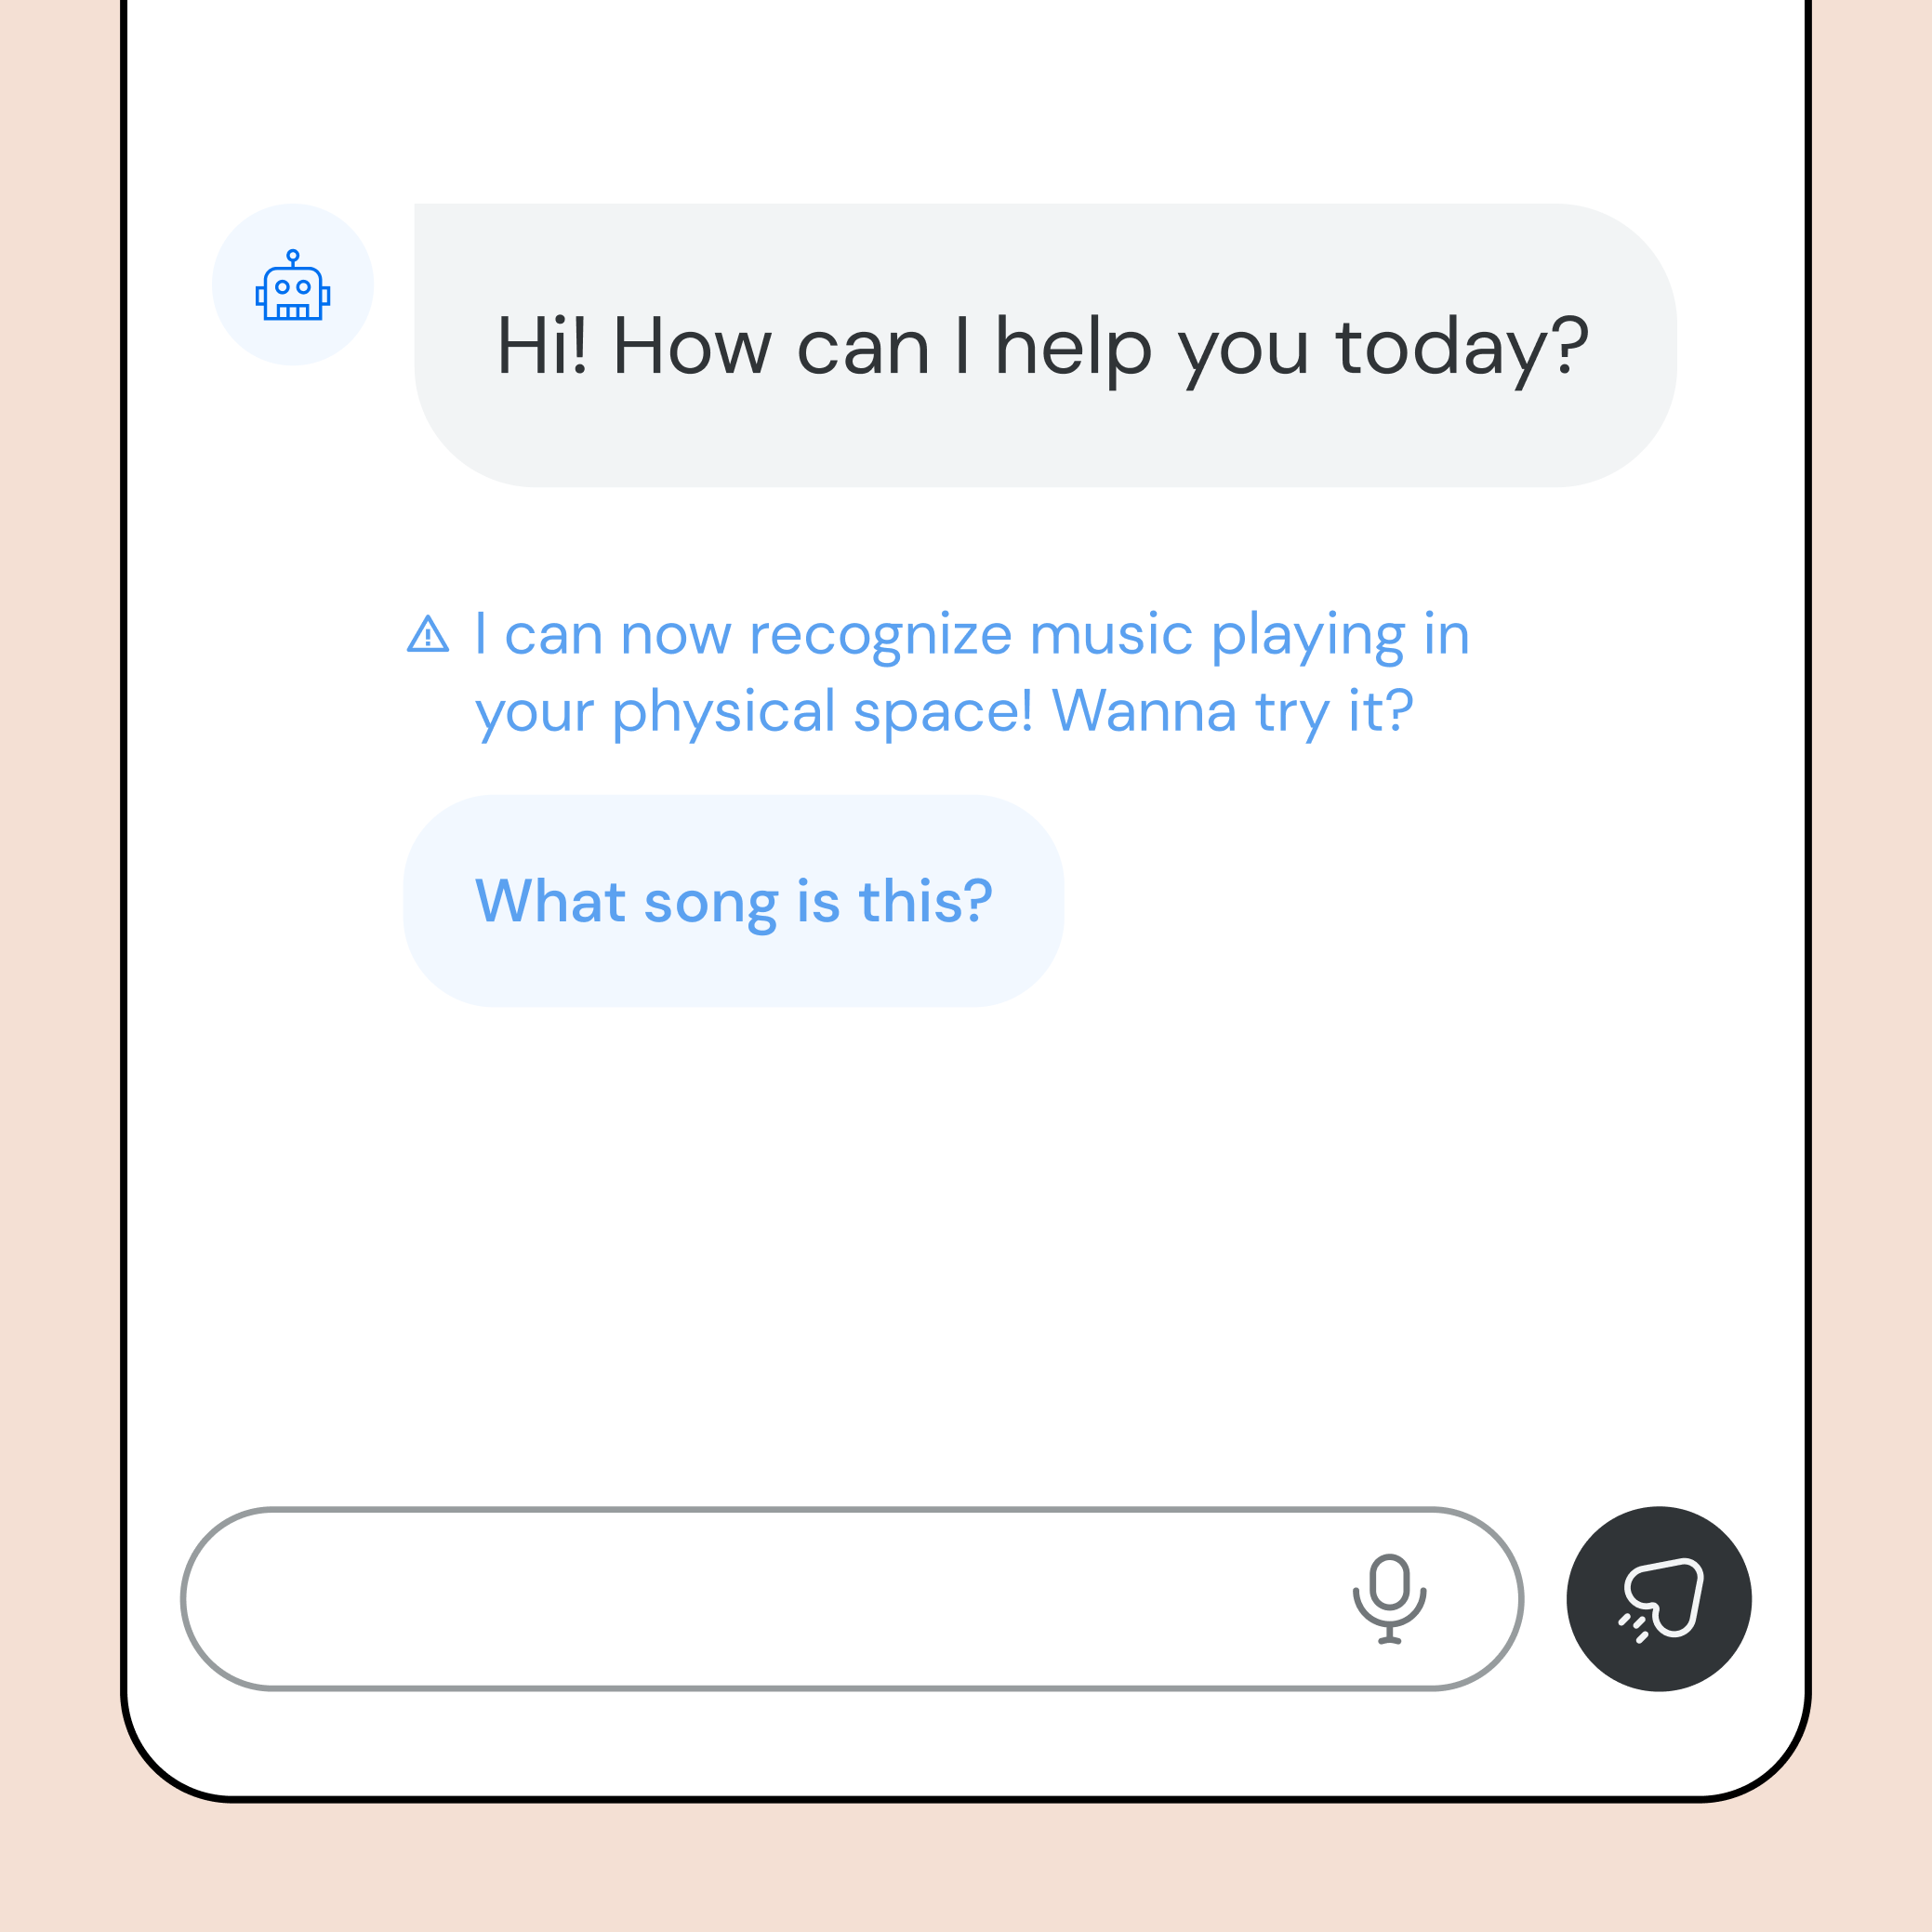 Hi! How can I help you today?
I can now recognize music playing in
your physical space! Wanna try it?
What song is this?